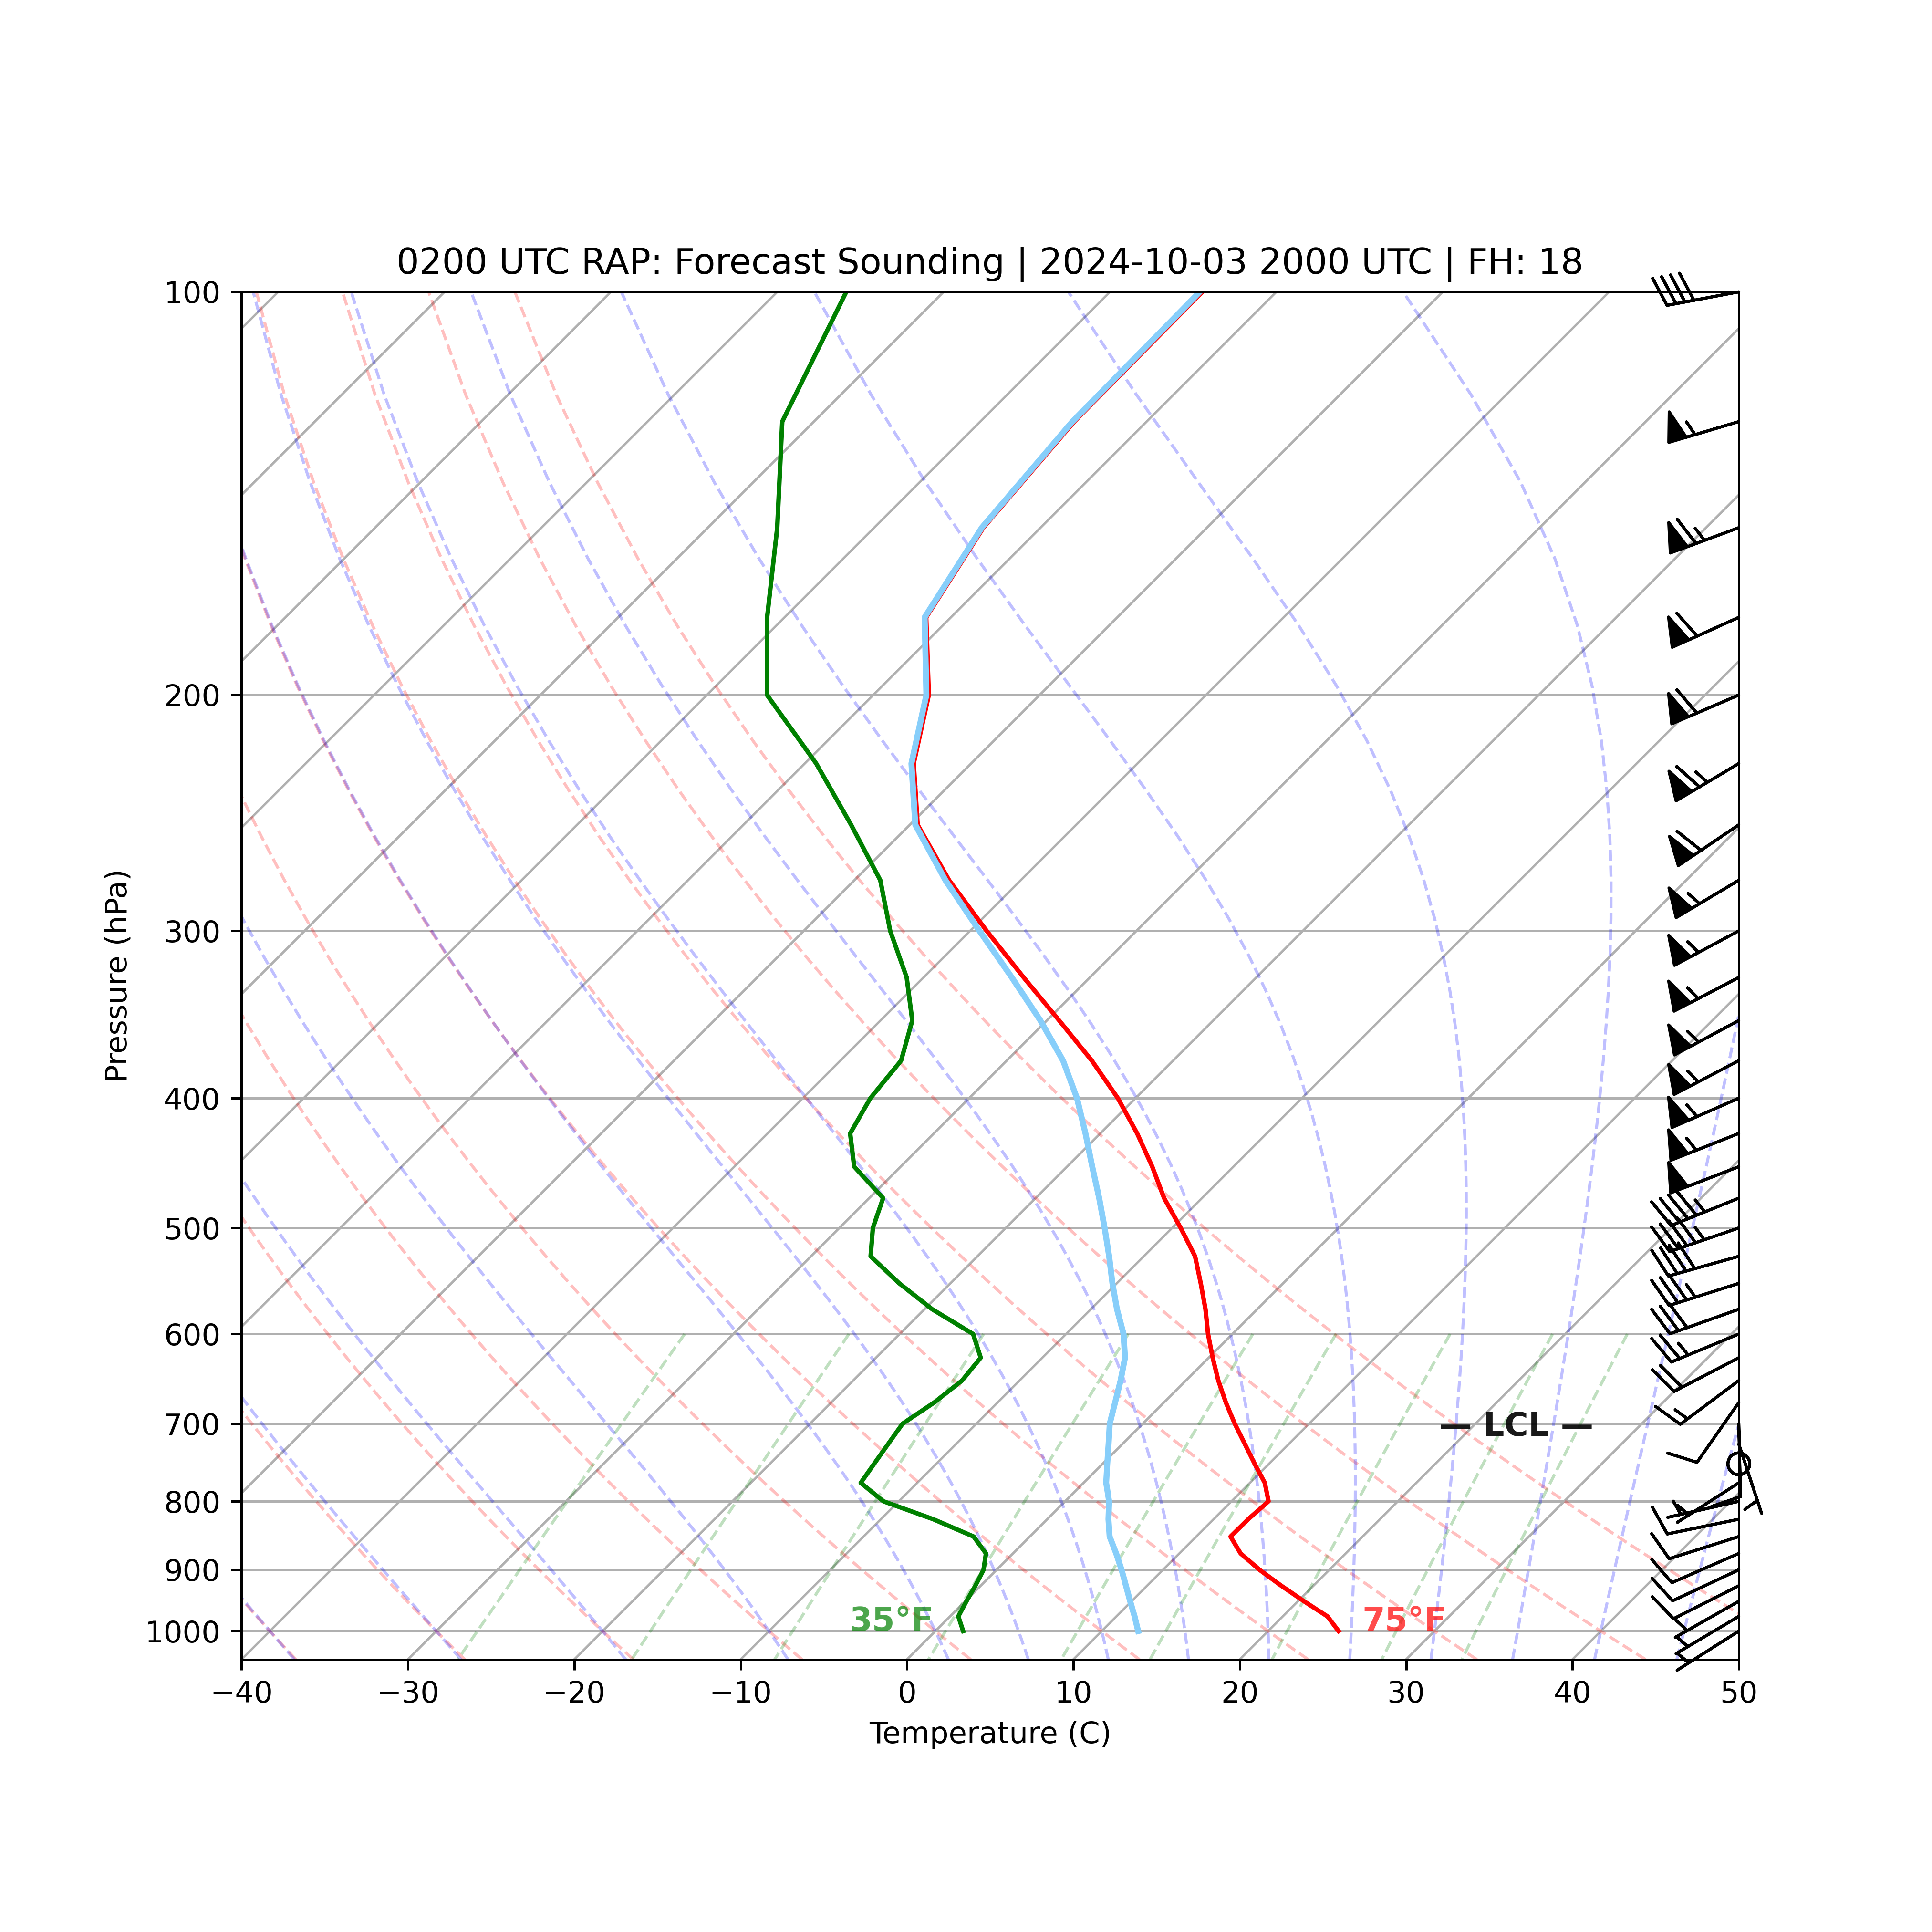 0200 UTC RAP: Forecast Sounding | 2024-10-03 2000 UTC | FH: 18
100
200
300
400
500
600
700
800
900
1000
Pressure (hPa)
— LCL —
35°F
75°F
−40 −30 −20 −10 0 10 20 30 40 50
Temperature (C)